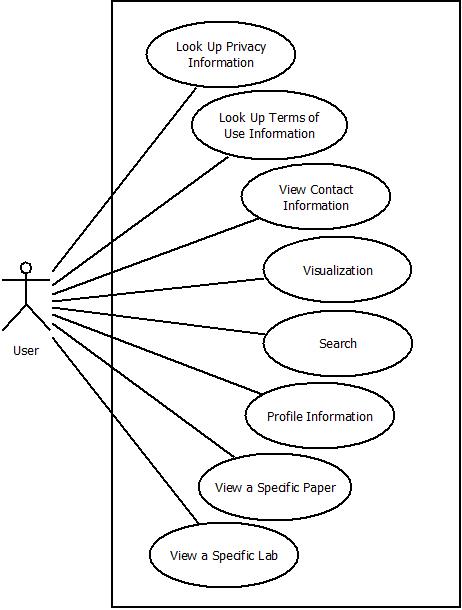 Look Up Privacy
Information
Look Up Terms of
Use Information
View Contact
Information
Visualization
Search
User
Profile Information
View a Specific Paper
View a Specific Lab